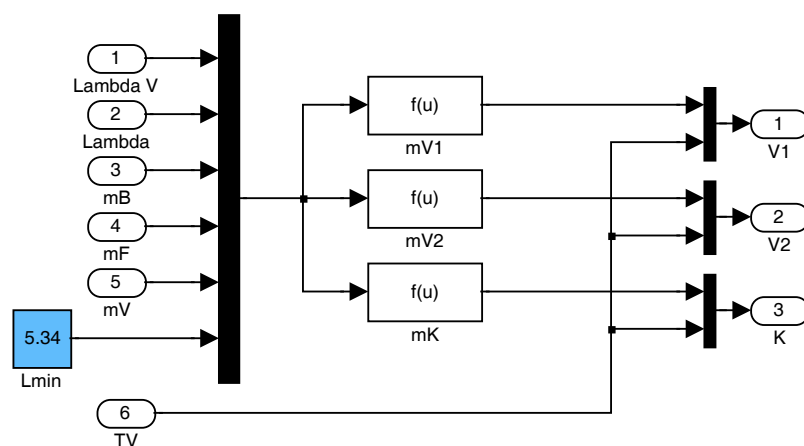 1
Lambda V
2
Lambda
3
mB
4
mF
5
mV
5.34
Lmin
6
TV
f(u)
mV1
f(u)
mV2
f(u)
mK
1
V1
2
V2
3
K